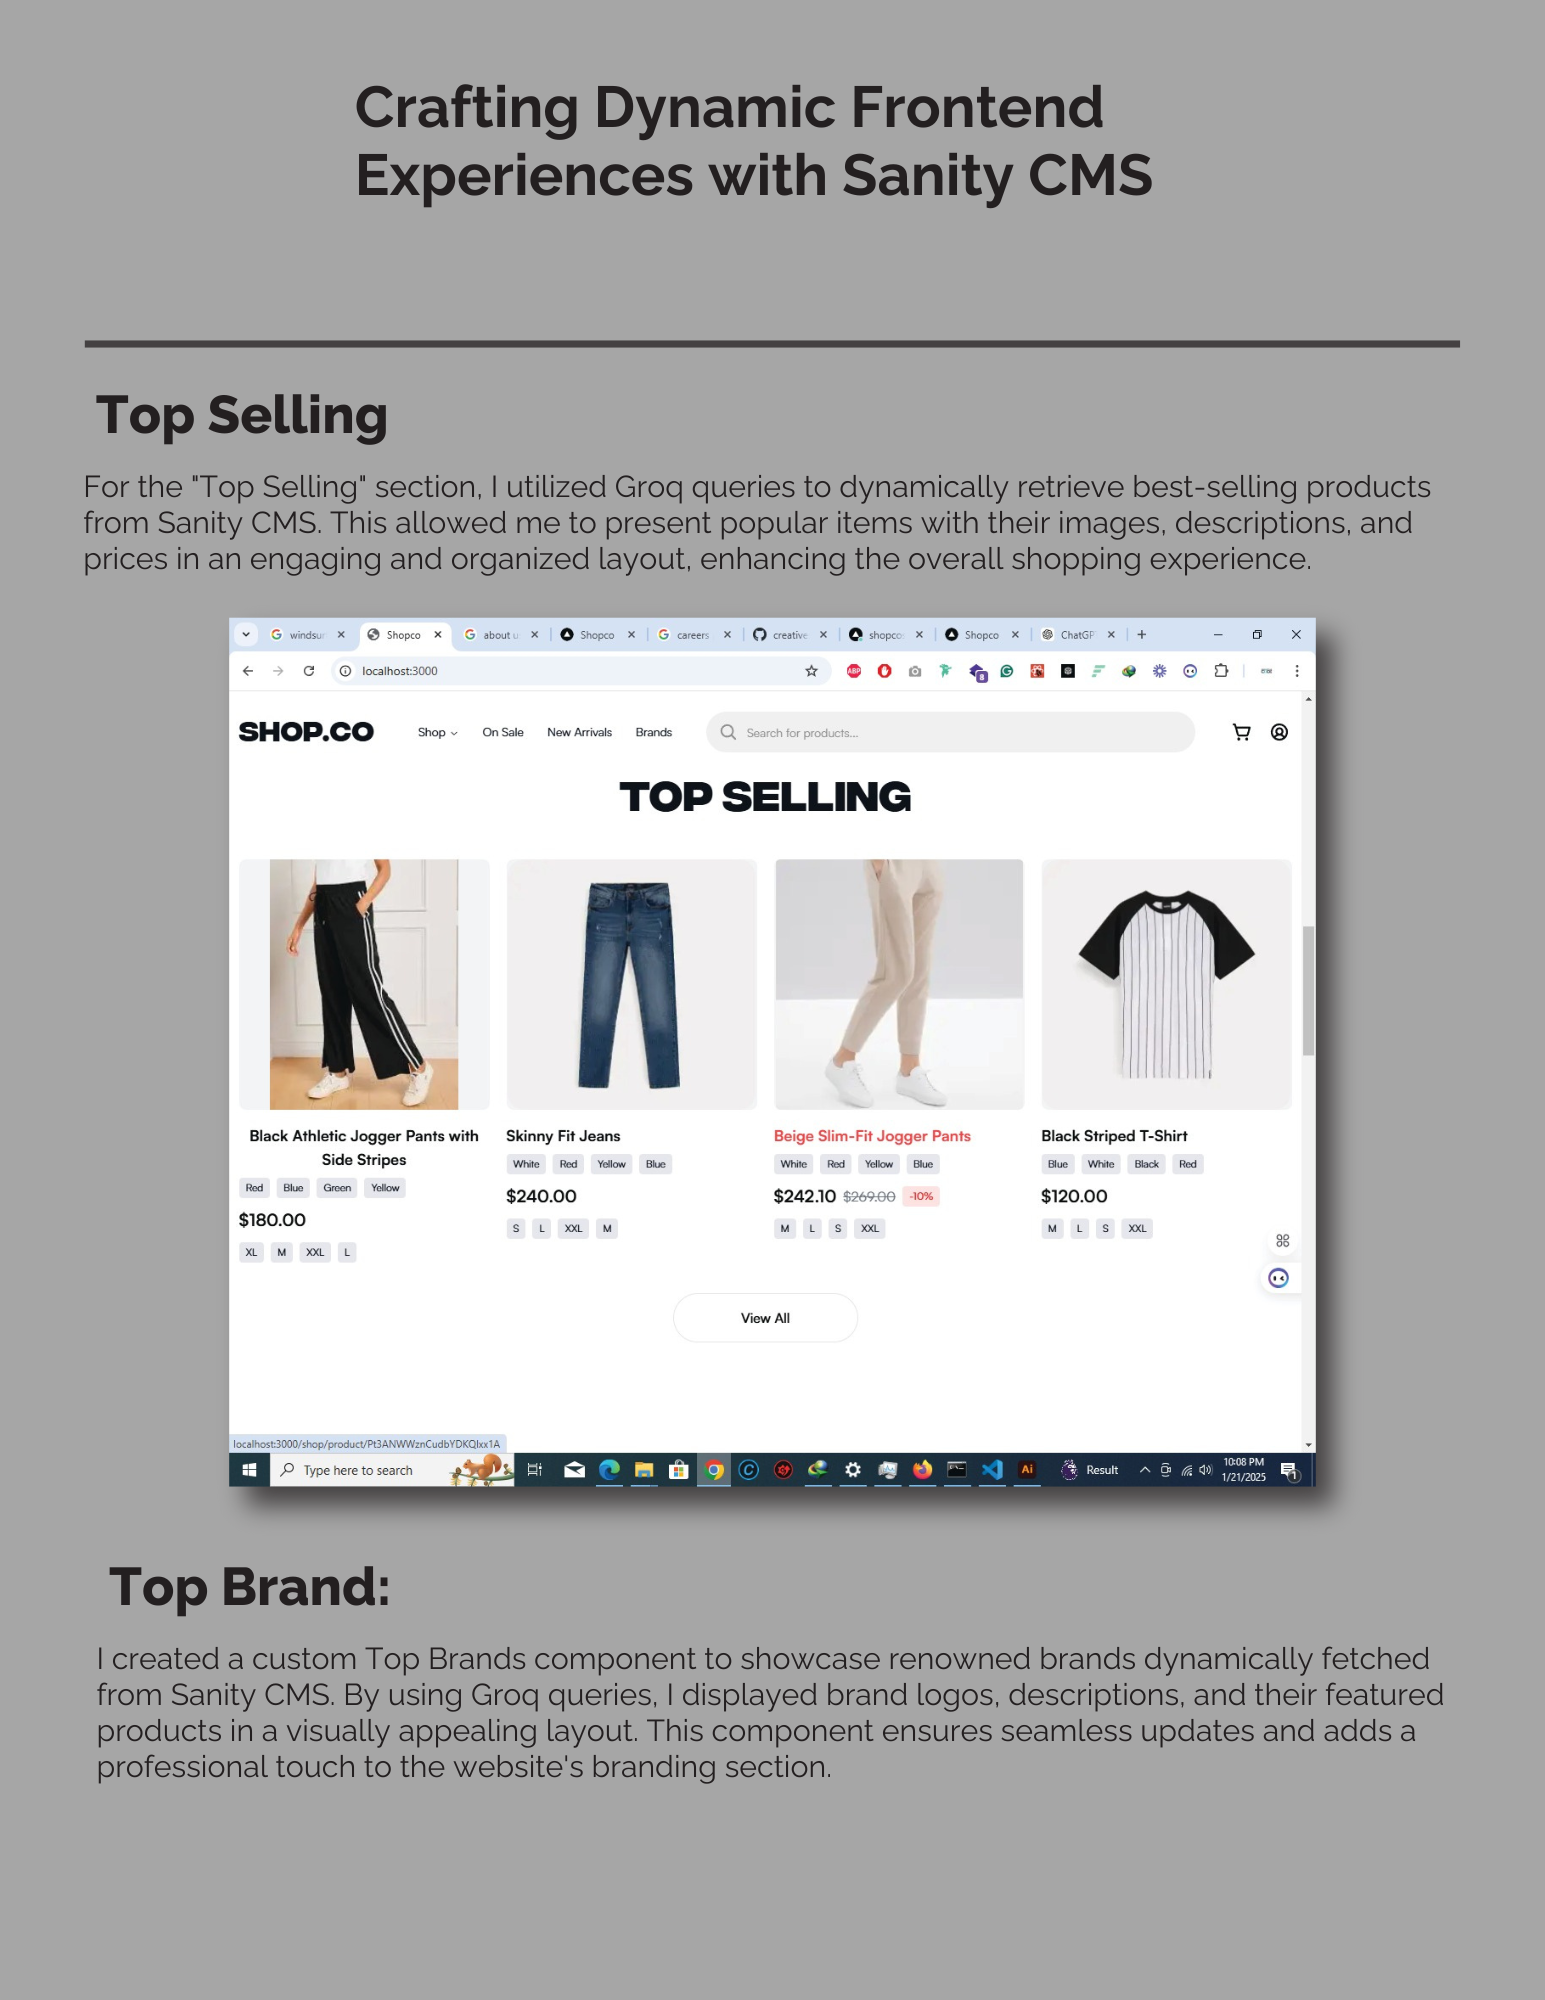 Crafting Dynamic Frontend
Experiences with Sanity CMS
Top Selling
For the "Top Selling" section, I utilized Groq queries to dynamically retrieve best-selling products
from Sanity CMS. This allowed me to present popular items with their images, descriptions, and
prices in an engaging and organized layout, enhancing the overall shopping experience.
windsur Shopco about u Shopco careers creative shopco Shopco ChatGP
localhost:3000
ABP
8
SHOP.CO Shop On Sale New Arrivals Brands Search for products...
TOP SELLING
Black Athletic Jogger Pants with
Side Stripes
Red Blue Green Yellow
$180.00
XL M XXL L
Skinny Fit Jeans
White Red Yellow Blue
$240.00
S L XXL M
Beige Slim-Fit Jogger Pants
White Red Yellow Blue
$242.10 $269.00 -10%
M L S XXL
Black Striped T-Shirt
Blue White Black Red
$120.00
M L S XXL
View All
localhost:3000/shop/product/Pt3ANWWznCudbYDKQIxx1A
Type here to search
Ai
Result
10:08 PM
1/21/2025
1
Top Brand:
I created a custom Top Brands component to showcase renowned brands dynamically fetched
from Sanity CMS. By using Groq queries, I displayed brand logos, descriptions, and their featured
products in a visually appealing layout. This component ensures seamless updates and adds a
professional touch to the website's branding section.